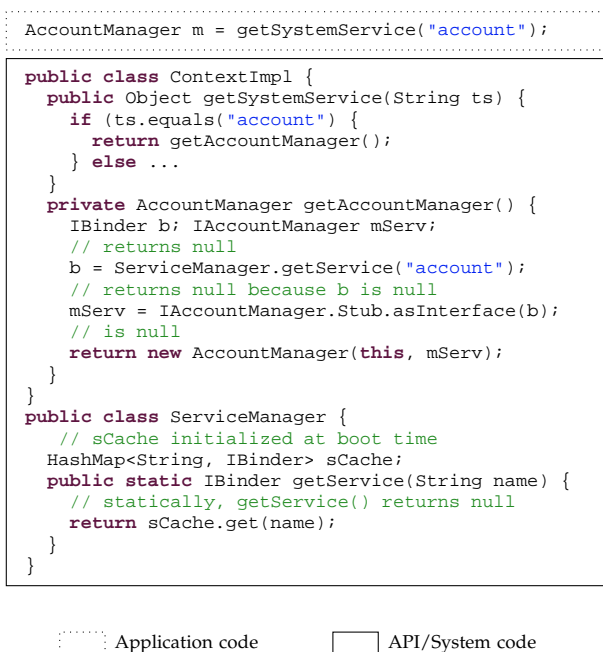 AccountManager m = getSystemService("account");
public class ContextImpl {
  public Object getSystemService(String ts) {
    if (ts.equals("account") {
      return getAccountManager();
    } else ...
  }
  private AccountManager getAccountManager() {
    IBinder b; IAccountManager mServ;
    // returns null
    b = ServiceManager.getService("account");
    // returns null because b is null
    mServ = IAccountManager.Stub.asInterface(b);
    // is null
    return new AccountManager(this, mServ);
  }
}
public class ServiceManager {
   // sCache initialized at boot time
  HashMap<String, IBinder> sCache;
  public static IBinder getService(String name) {
    // statically, getService() returns null
    return sCache.get(name);
  }
}
Application code API/System code